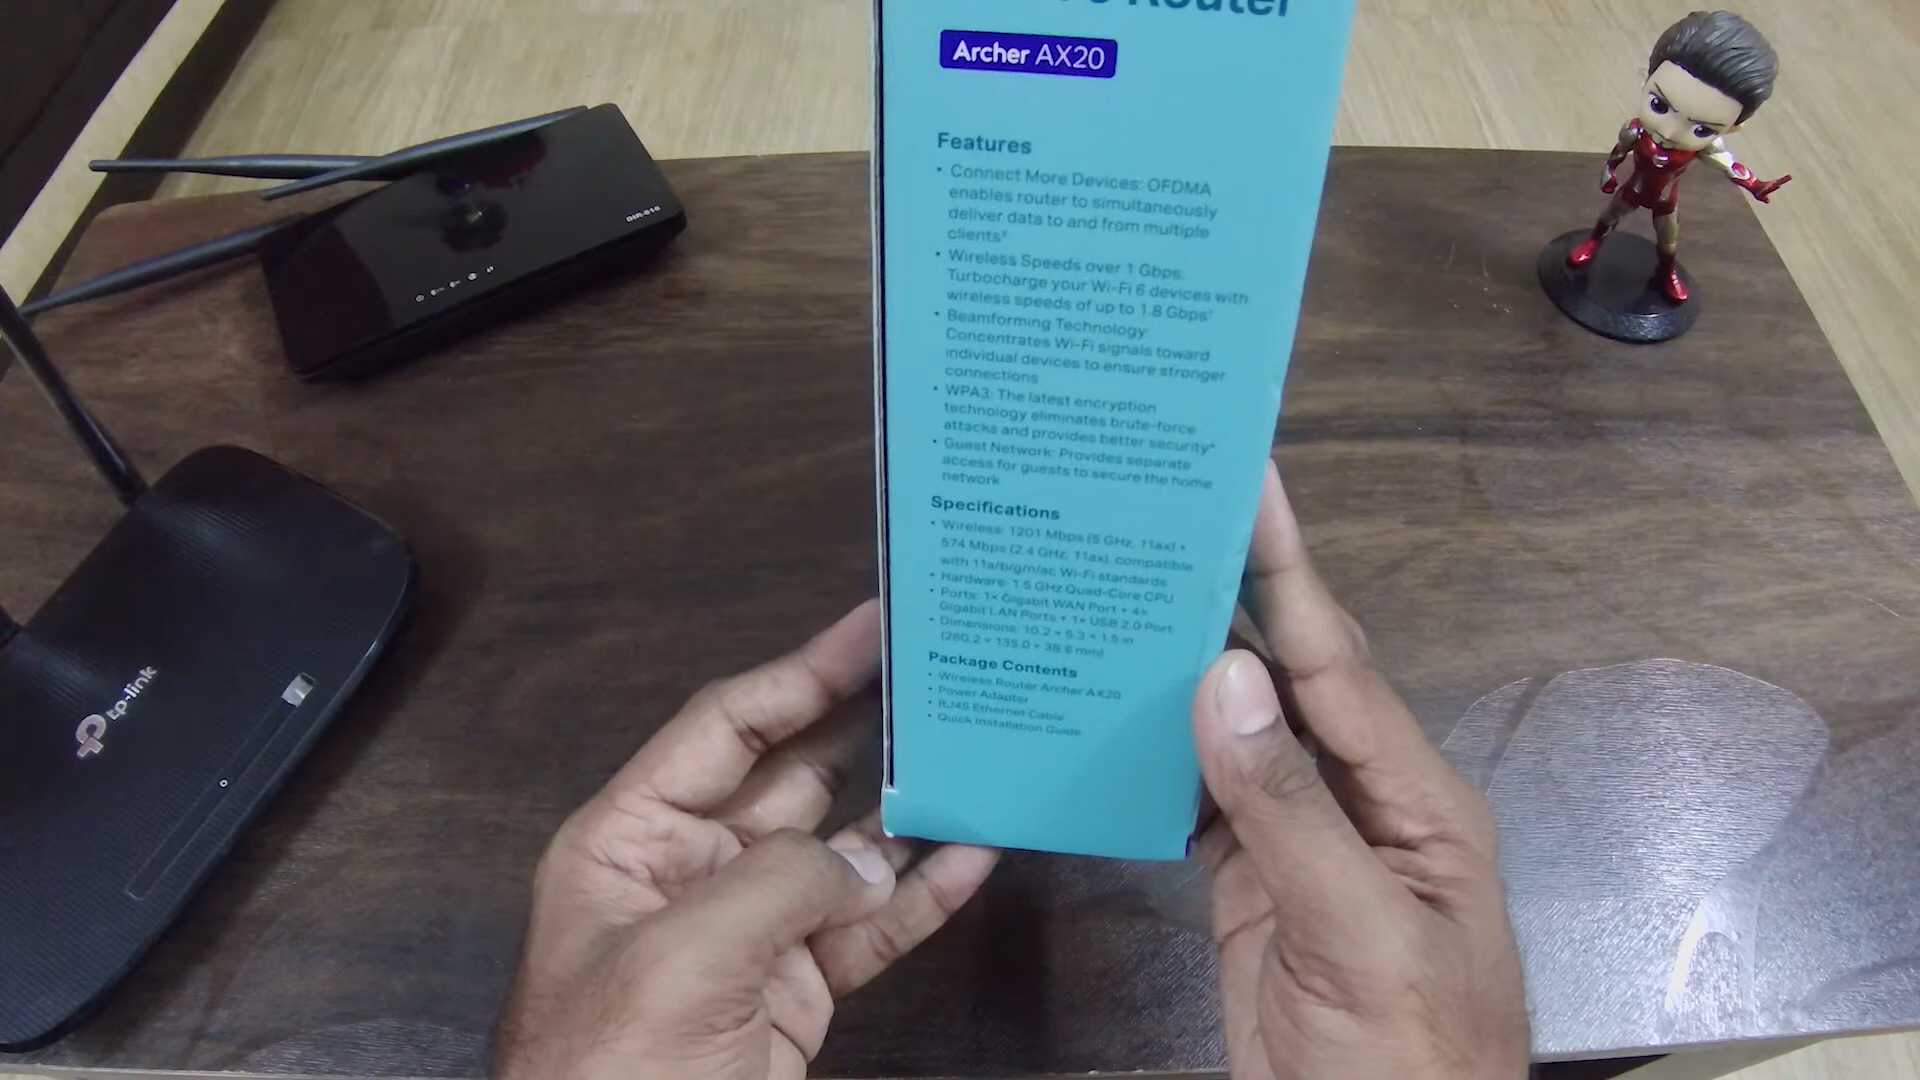 Router
Archer AX20
Features
• Connect More Devices: OFDMA
enables router to simultaneously
deliver data to and from multiple
clients‡
• Wireless Speeds over 1 Gbps:
Turbocharge your Wi-Fi 6 devices with
wireless speeds of up to 1.8 Gbps†
• Beamforming Technology:
Concentrates Wi-Fi signals toward
individual devices to ensure stronger
connections
• WPA3: The latest encryption
technology eliminates brute-force
attacks and provides better security*
• Guest Network: Provides separate
access for guests to secure the home
network
Specifications
• Wireless: 1201 Mbps (5 GHz, 11ax) +
574 Mbps (2.4 GHz, 11ax), compatible
with 11a/b/g/n/ac Wi-Fi standards
• Hardware: 1.5 GHz Quad-Core CPU
• Ports: 1× Gigabit WAN Port + 4×
Gigabit LAN Ports + 1× USB 2.0 Port
• Dimensions: 10.2 × 5.3 × 1.5 in
(260.2 × 135.0 × 38.6 mm)
Package Contents
• Wireless Router Archer AX20
• Power Adapter
• RJ45 Ethernet Cable
• Quick Installation Guide
tp-link